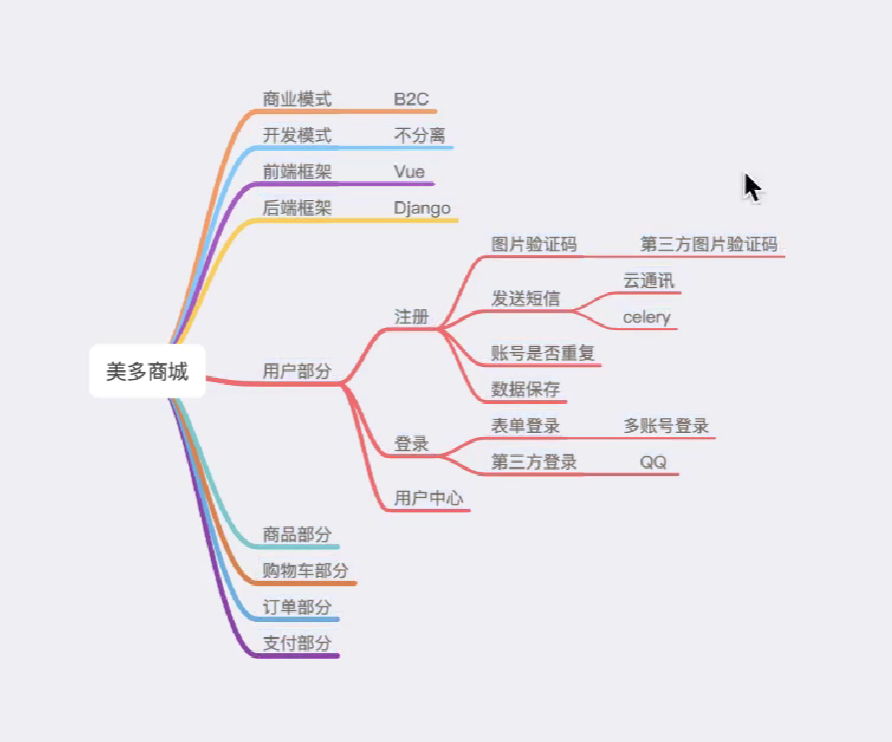 商业模式 B2C
开发模式 不分离
前端框架 Vue
后端框架 Django
图片验证码 第三方图片验证码
云通讯
发送短信
注册 celery
账号是否重复
美多商城 用户部分
数据保存
表单登录 多账号登录
登录
第三方登录 QQ
用户中心
商品部分
购物车部分
订单部分
支付部分